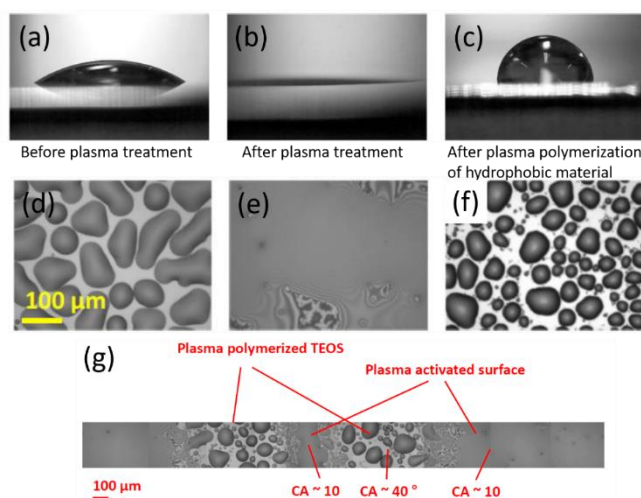 (a)
(b)
(c)
Before plasma treatment
After plasma treatment
After plasma polymerization
of hydrophobic material
(d)
(e)
(f)
100 μm
(g)
Plasma polymerized TEOS
Plasma activated surface
CA ~ 10
CA ~ 40 °
CA ~ 10
100 μm